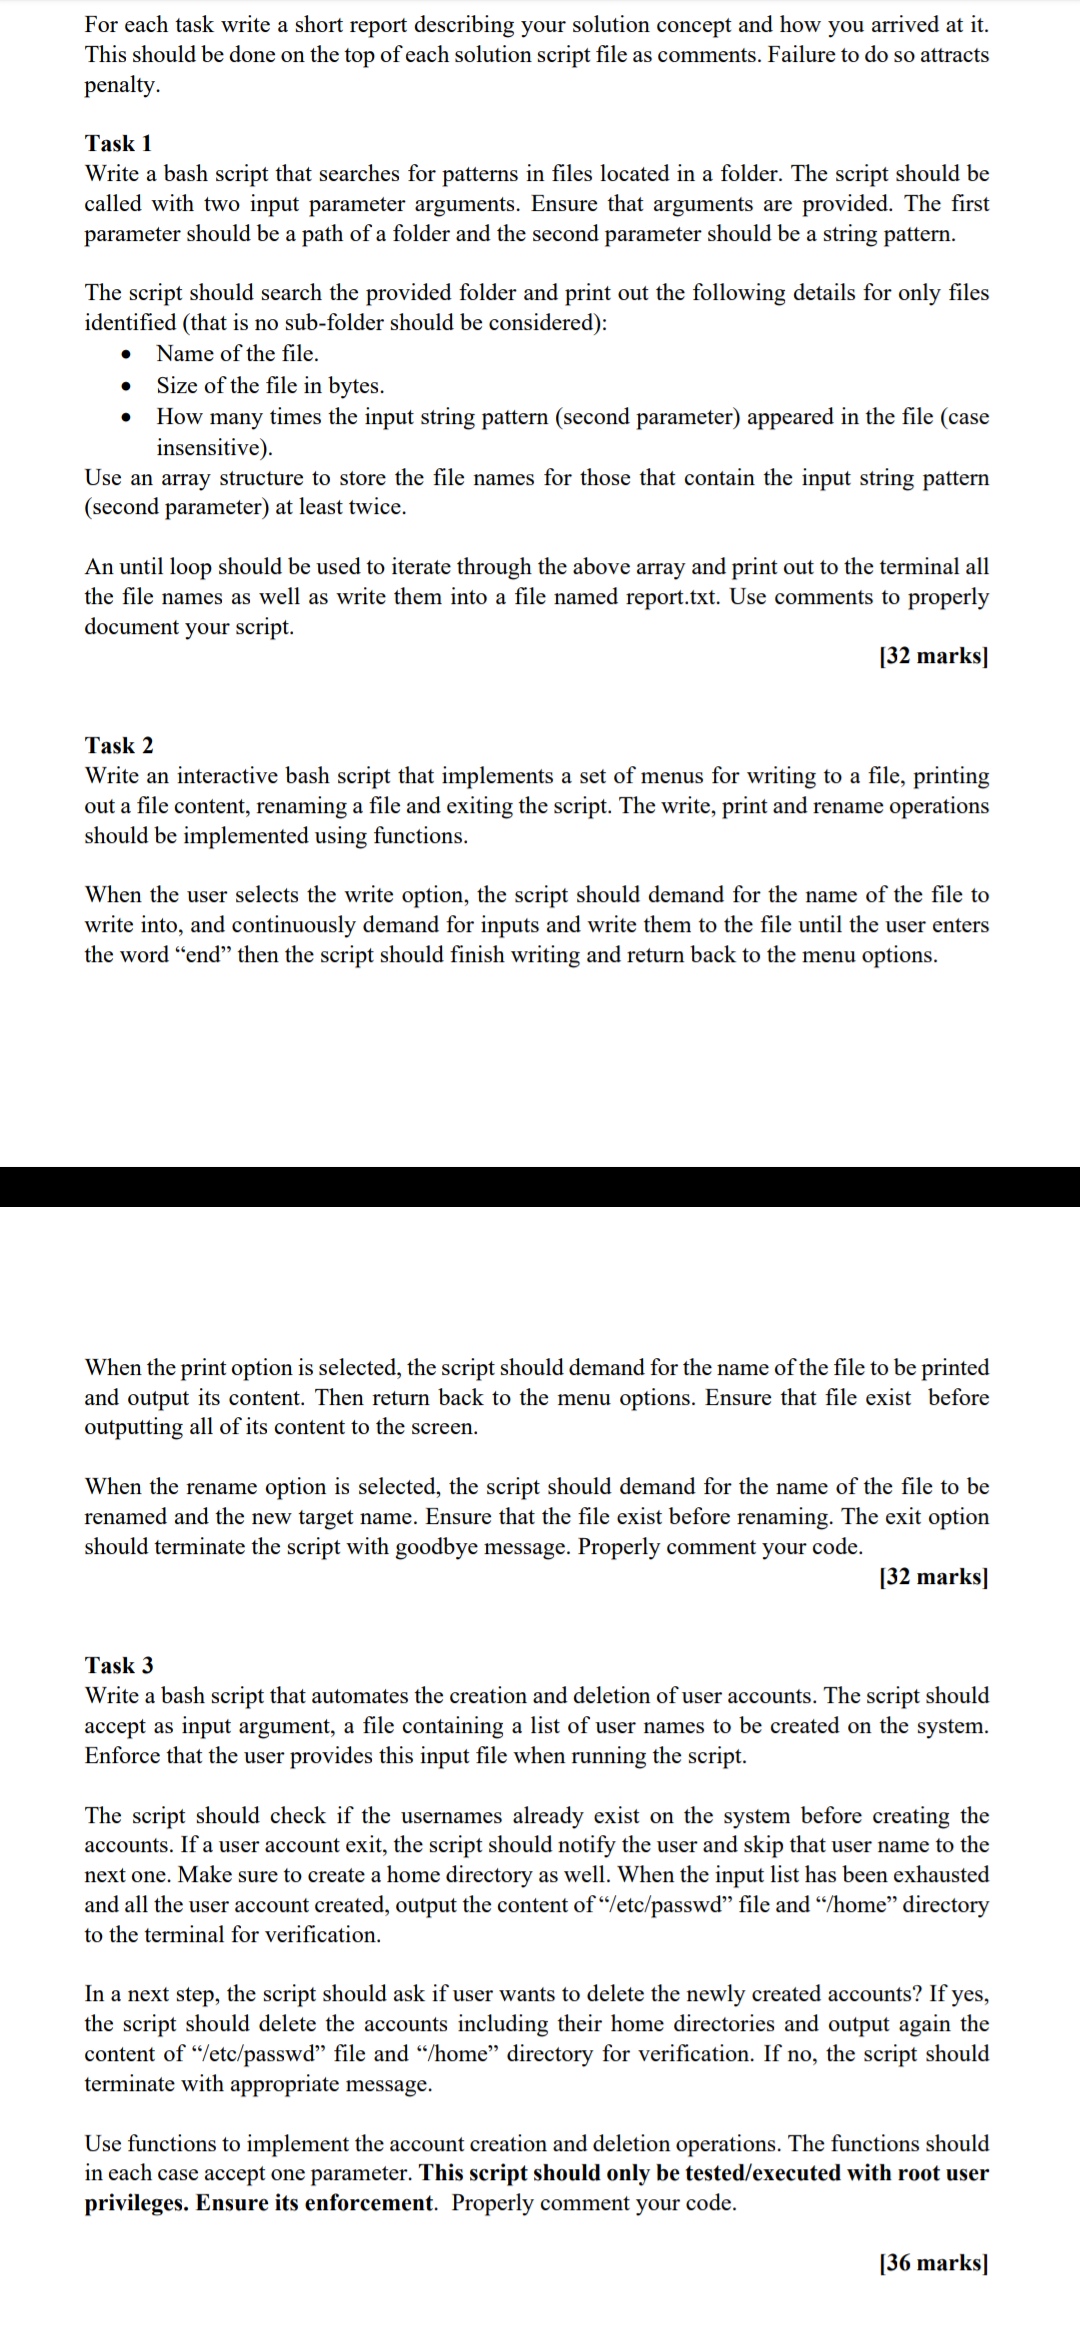 For each task write a short report describing your solution concept and how you arrived at it.
This should be done on the top of each solution script file as comments. Failure to do so attracts
penalty.
Task 1
Write a bash script that searches for patterns in files located in a folder. The script should be
called with two input parameter arguments. Ensure that arguments are provided. The first
parameter should be a path of a folder and the second parameter should be a string pattern.
The script should search the provided folder and print out the following details for only files
identified (that is no sub-folder should be considered):
• Name of the file.
• Size of the file in bytes.
• How many times the input string pattern (second parameter) appeared in the file (case
insensitive).
Use an array structure to store the file names for those that contain the input string pattern
(second parameter) at least twice.
An until loop should be used to iterate through the above array and print out to the terminal all
the file names as well as write them into a file named report.txt. Use comments to properly
document your script.
[32 marks]
Task 2
Write an interactive bash script that implements a set of menus for writing to a file, printing
out a file content, renaming a file and exiting the script. The write, print and rename operations
should be implemented using functions.
When the user selects the write option, the script should demand for the name of the file to
write into, and continuously demand for inputs and write them to the file until the user enters
the word “end” then the script should finish writing and return back to the menu options.
When the print option is selected, the script should demand for the name of the file to be printed
and output its content. Then return back to the menu options. Ensure that file exist before
outputting all of its content to the screen.
When the rename option is selected, the script should demand for the name of the file to be
renamed and the new target name. Ensure that the file exist before renaming. The exit option
should terminate the script with goodbye message. Properly comment your code.
[32 marks]
Task 3
Write a bash script that automates the creation and deletion of user accounts. The script should
accept as input argument, a file containing a list of user names to be created on the system.
Enforce that the user provides this input file when running the script.
The script should check if the usernames already exist on the system before creating the
accounts. If a user account exit, the script should notify the user and skip that user name to the
next one. Make sure to create a home directory as well. When the input list has been exhausted
and all the user account created, output the content of “/etc/passwd” file and “/home” directory
to the terminal for verification.
In a next step, the script should ask if user wants to delete the newly created accounts? If yes,
the script should delete the accounts including their home directories and output again the
content of “/etc/passwd” file and “/home” directory for verification. If no, the script should
terminate with appropriate message.
Use functions to implement the account creation and deletion operations. The functions should
in each case accept one parameter. This script should only be tested/executed with root user
privileges. Ensure its enforcement. Properly comment your code.
[36 marks]